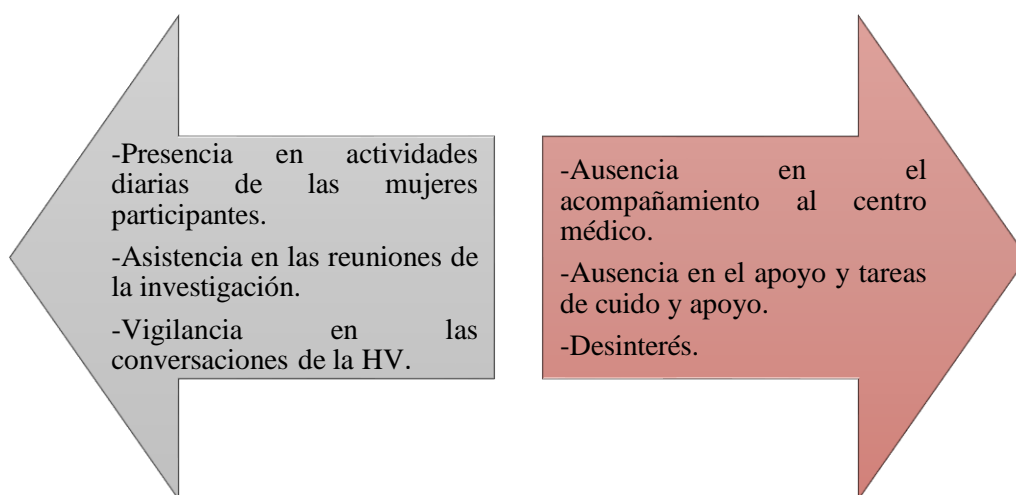 -Presencia en actividades
diarias de las mujeres
participantes.
-Asistencia en las reuniones de
la investigación.
-Vigilancia en las
conversaciones de la HV.
-Ausencia en el
acompañamiento al centro
médico.
-Ausencia en el apoyo y tareas
de cuido y apoyo.
-Desinterés.